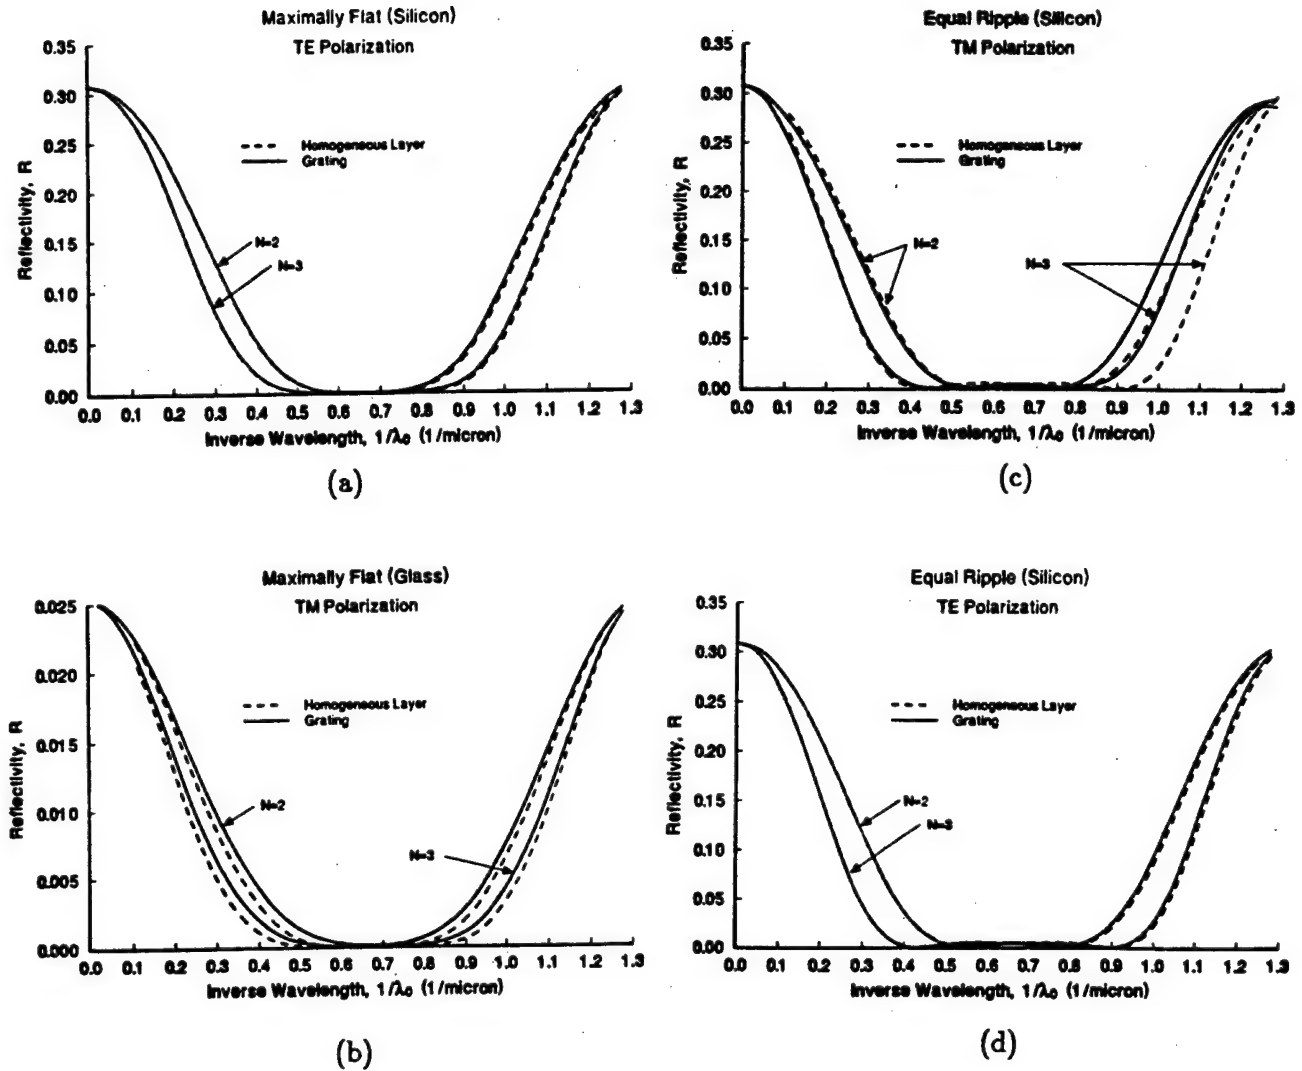 Maximally Flat (Silicon)
TE Polarization
0.35
0.30
0.25
0.20
0.15
0.10
0.05
0.00
Reflectivity, R
Homogeneous Layer
Grating
N=2
N=3
0.0 0.1 0.2 0.3 0.4 0.5 0.6 0.7 0.8 0.9 1.0 1.1 1.2 1.3
Inverse Wavelength, 1/λ₀ (1/micron)
(a)
Equal Ripple (Silicon)
TM Polarization
0.35
0.30
0.25
0.20
0.15
0.10
0.05
0.00
Reflectivity, R
Homogeneous Layer
Grating
N=2
N=3
0.0 0.1 0.2 0.3 0.4 0.5 0.6 0.7 0.8 0.9 1.0 1.1 1.2 1.3
Inverse Wavelength, 1/λ₀ (1/micron)
(c)
Maximally Flat (Glass)
TM Polarization
0.025
0.020
0.015
0.010
0.005
0.000
Reflectivity, R
Homogeneous Layer
Grating
N=2
N=3
0.0 0.1 0.2 0.3 0.4 0.5 0.6 0.7 0.8 0.9 1.0 1.1 1.2 1.3
Inverse Wavelength, 1/λ₀ (1/micron)
(b)
Equal Ripple (Silicon)
TE Polarization
0.35
0.30
0.25
0.20
0.15
0.10
0.05
0.00
Reflectivity, R
Homogeneous Layer
Grating
N=2
N=3
0.0 0.1 0.2 0.3 0.4 0.5 0.6 0.7 0.8 0.9 1.0 1.1 1.2 1.3
Inverse Wavelength, 1/λ₀ (1/micron)
(d)